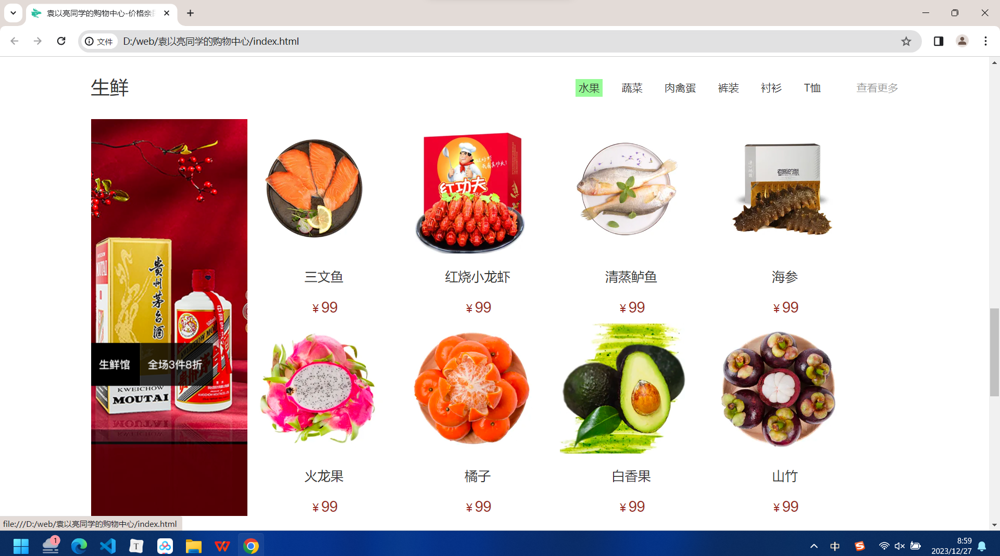 袁以亮同学的购物中心-价格亲
文件 D:/web/袁以亮同学的购物中心/index.html
生鲜 水果 蔬菜 肉禽蛋 裤装 衬衫 T恤 查看更多
红功夫
老板的参
三文鱼 红烧小龙虾 清蒸鲈鱼 海参
¥ 99 ¥ 99 ¥ 99 ¥ 99
贵州茅台酒
生鲜馆 全场3件8折
KWEICHOW
MOUTAI
火龙果 橘子 白香果 山竹
¥ 99 ¥ 99 ¥ 99 ¥ 99
file:///D:/web/袁以亮同学的购物中心/index.html
1
T
中
8:59
2023/12/27